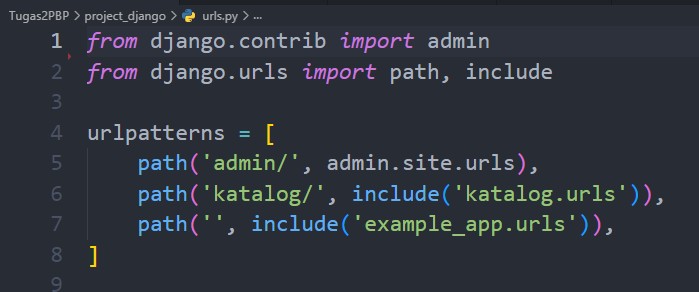 Tugas2PBP > project_django > urls.py > ...
1 from django.contrib import admin
2 from django.urls import path, include
3
4 urlpatterns = [
5     path('admin/', admin.site.urls),
6     path('katalog/', include('katalog.urls')),
7     path('', include('example_app.urls')),
8 ]